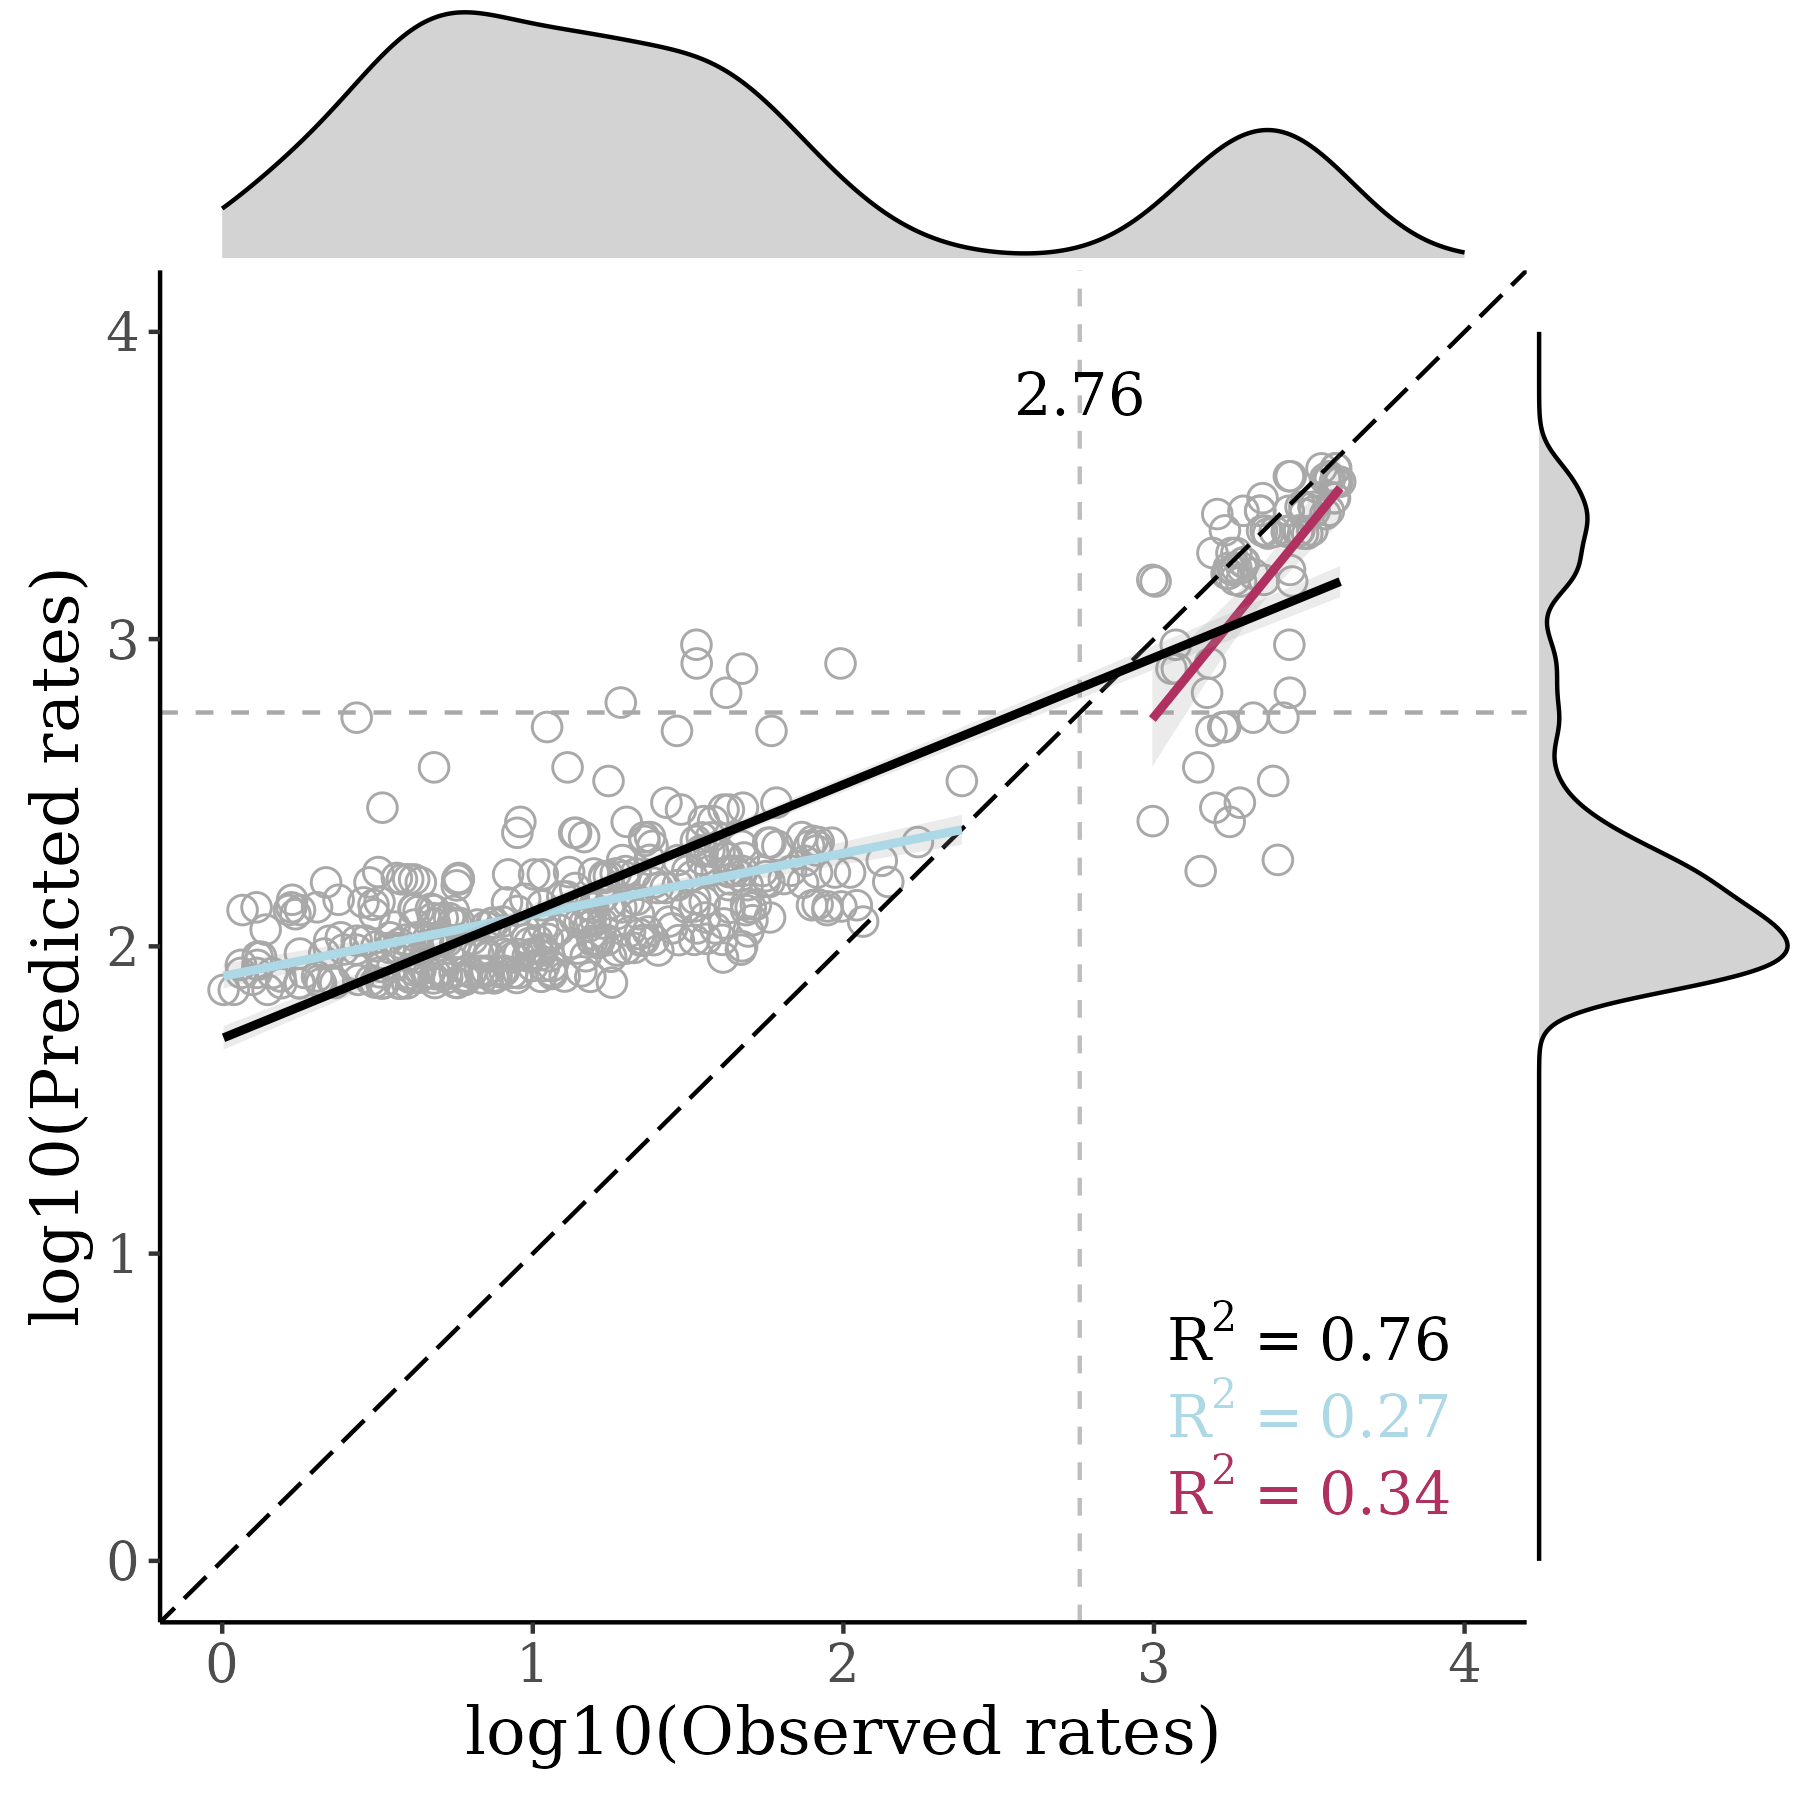 2.76
4
3
2
1
0
log10(Predicted rates)
R² = 0.76
R² = 0.27
R² = 0.34
0 1 2 3 4
log10(Observed rates)